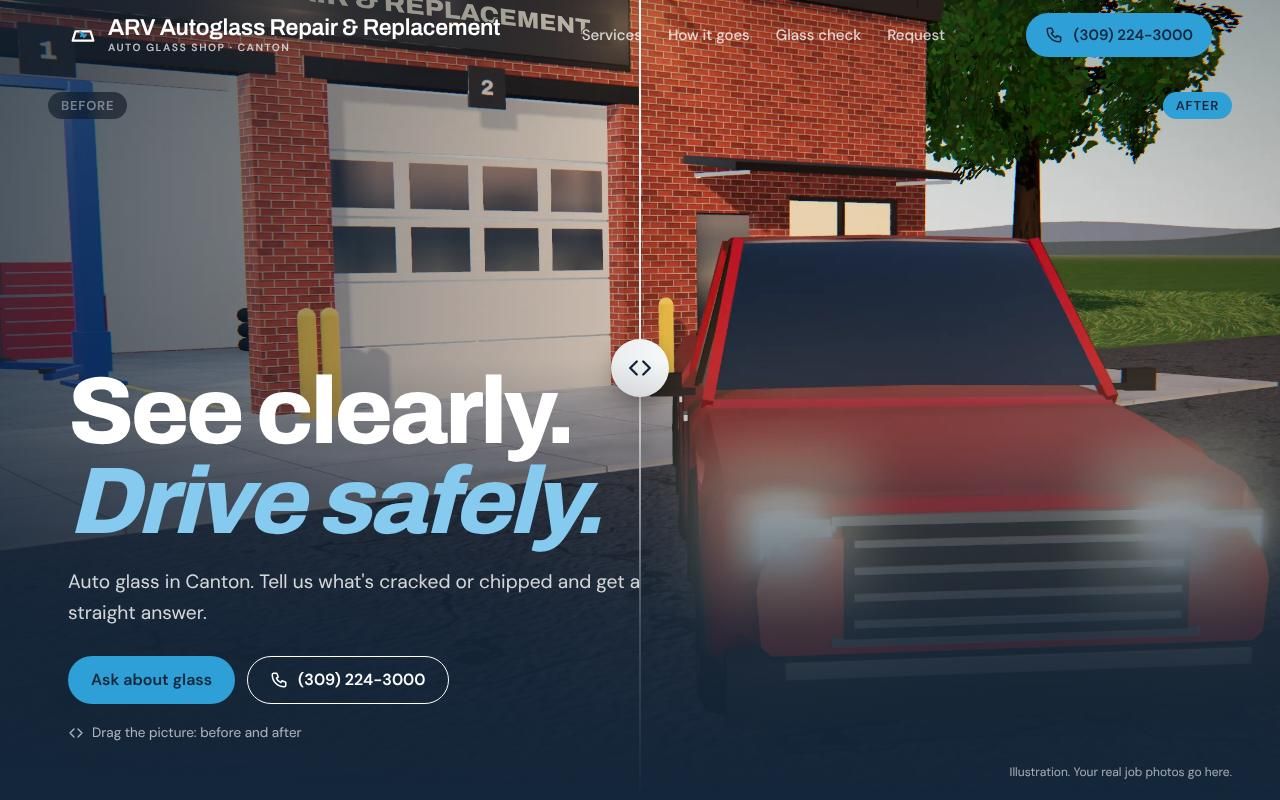 ARV Autoglass Repair & Replacement
AUTO GLASS SHOP · CANTON
Services
How it goes
Glass check
Request
(309) 224-3000
& REPLACEMENT
1
2
BEFORE
AFTER
See clearly.
Drive safely.
Auto glass in Canton. Tell us what's cracked or chipped and get a
straight answer.
Ask about glass
(309) 224-3000
Drag the picture: before and after
Illustration. Your real job photos go here.